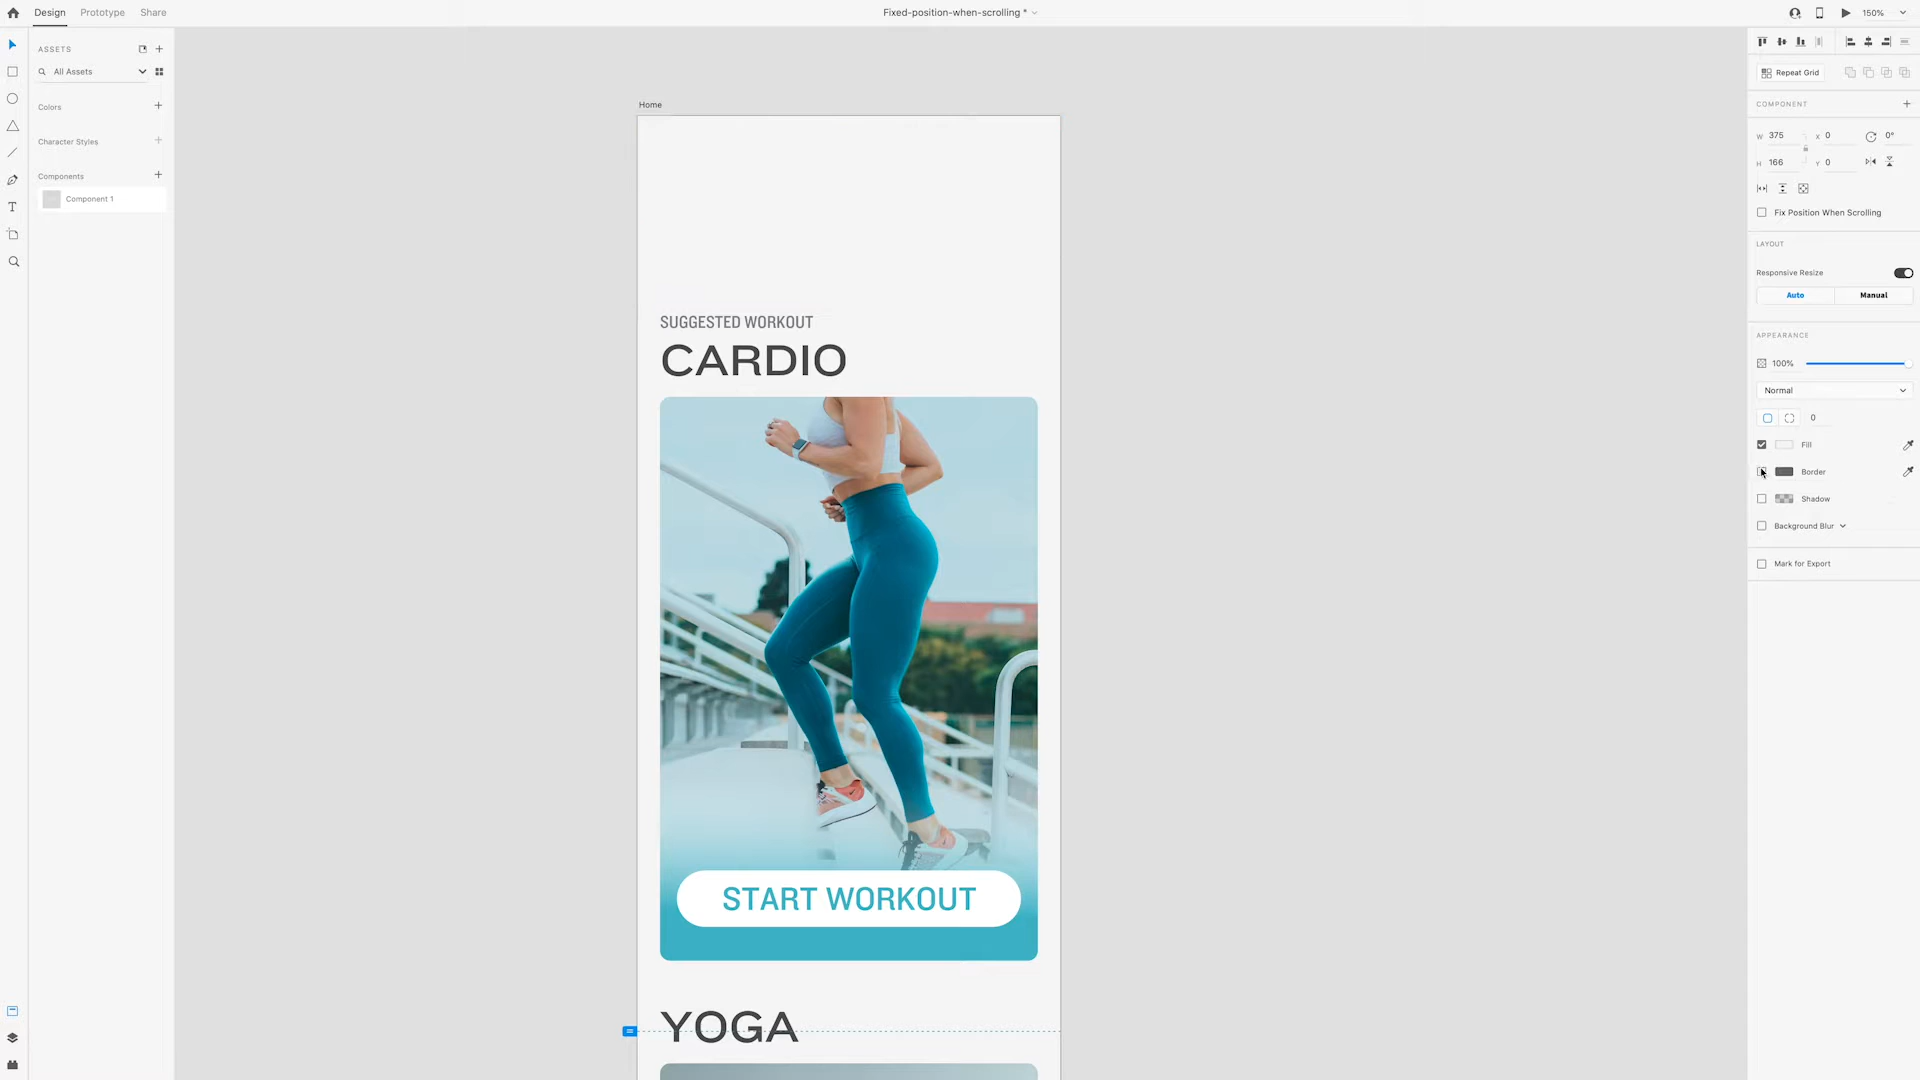 Design Prototype Share
Fixed-position-when-scrolling *
150%
ASSETS
All Assets
Colors
Character Styles
Components
Component 1
Home
SUGGESTED WORKOUT
CARDIO
START WORKOUT
YOGA
Repeat Grid
COMPONENT
W 375 X 0 0°
H 166 Y 0
Fix Position When Scrolling
LAYOUT
Responsive Resize
Auto Manual
APPEARANCE
100%
Normal
0
Fill
Border
Shadow
Background Blur
Mark for Export